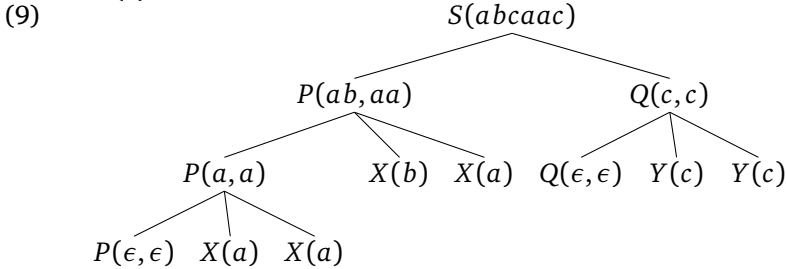 (9) S(abcaac)
P(ab, aa) Q(c, c)
P(a, a) X(b) X(a) Q(ϵ, ϵ) Y(c) Y(c)
P(ϵ, ϵ) X(a) X(a)